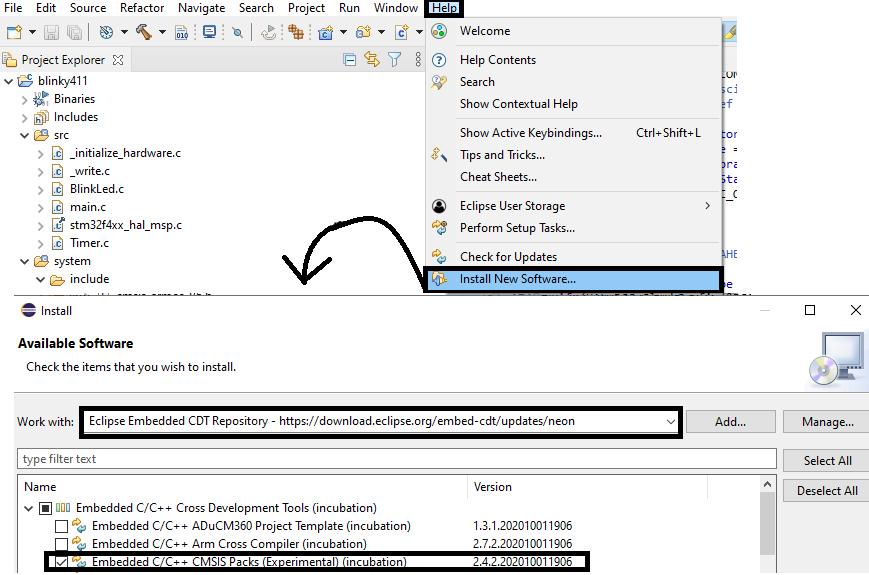 File Edit Source Refactor Navigate Search Project Run Window Help
Welcome
Project Explorer
Help Contents
blinky411
Search
Binaries
Show Contextual Help
Includes
src
Show Active Keybindings... Ctrl+Shift+L
_initialize_hardware.c
Tips and Tricks...
_write.c
Cheat Sheets...
BlinkLed.c
main.c
Eclipse User Storage
stm32f4xx_hal_msp.c
Perform Setup Tasks...
Timer.c
system
Check for Updates
include
Install New Software...
Install
Available Software
Check the items that you wish to install.
Work with: Eclipse Embedded CDT Repository - https://download.eclipse.org/embed-cdt/updates/neon Add... Manage...
type filter text Select All
Name Version Deselect All
Embedded C/C++ Cross Development Tools (incubation)
Embedded C/C++ ADuCM360 Project Template (incubation) 1.3.1.202010011906
Embedded C/C++ Arm Cross Compiler (incubation) 2.7.2.202010011906
Embedded C/C++ CMSIS Packs (Experimental) (incubation) 2.4.2.202010011906